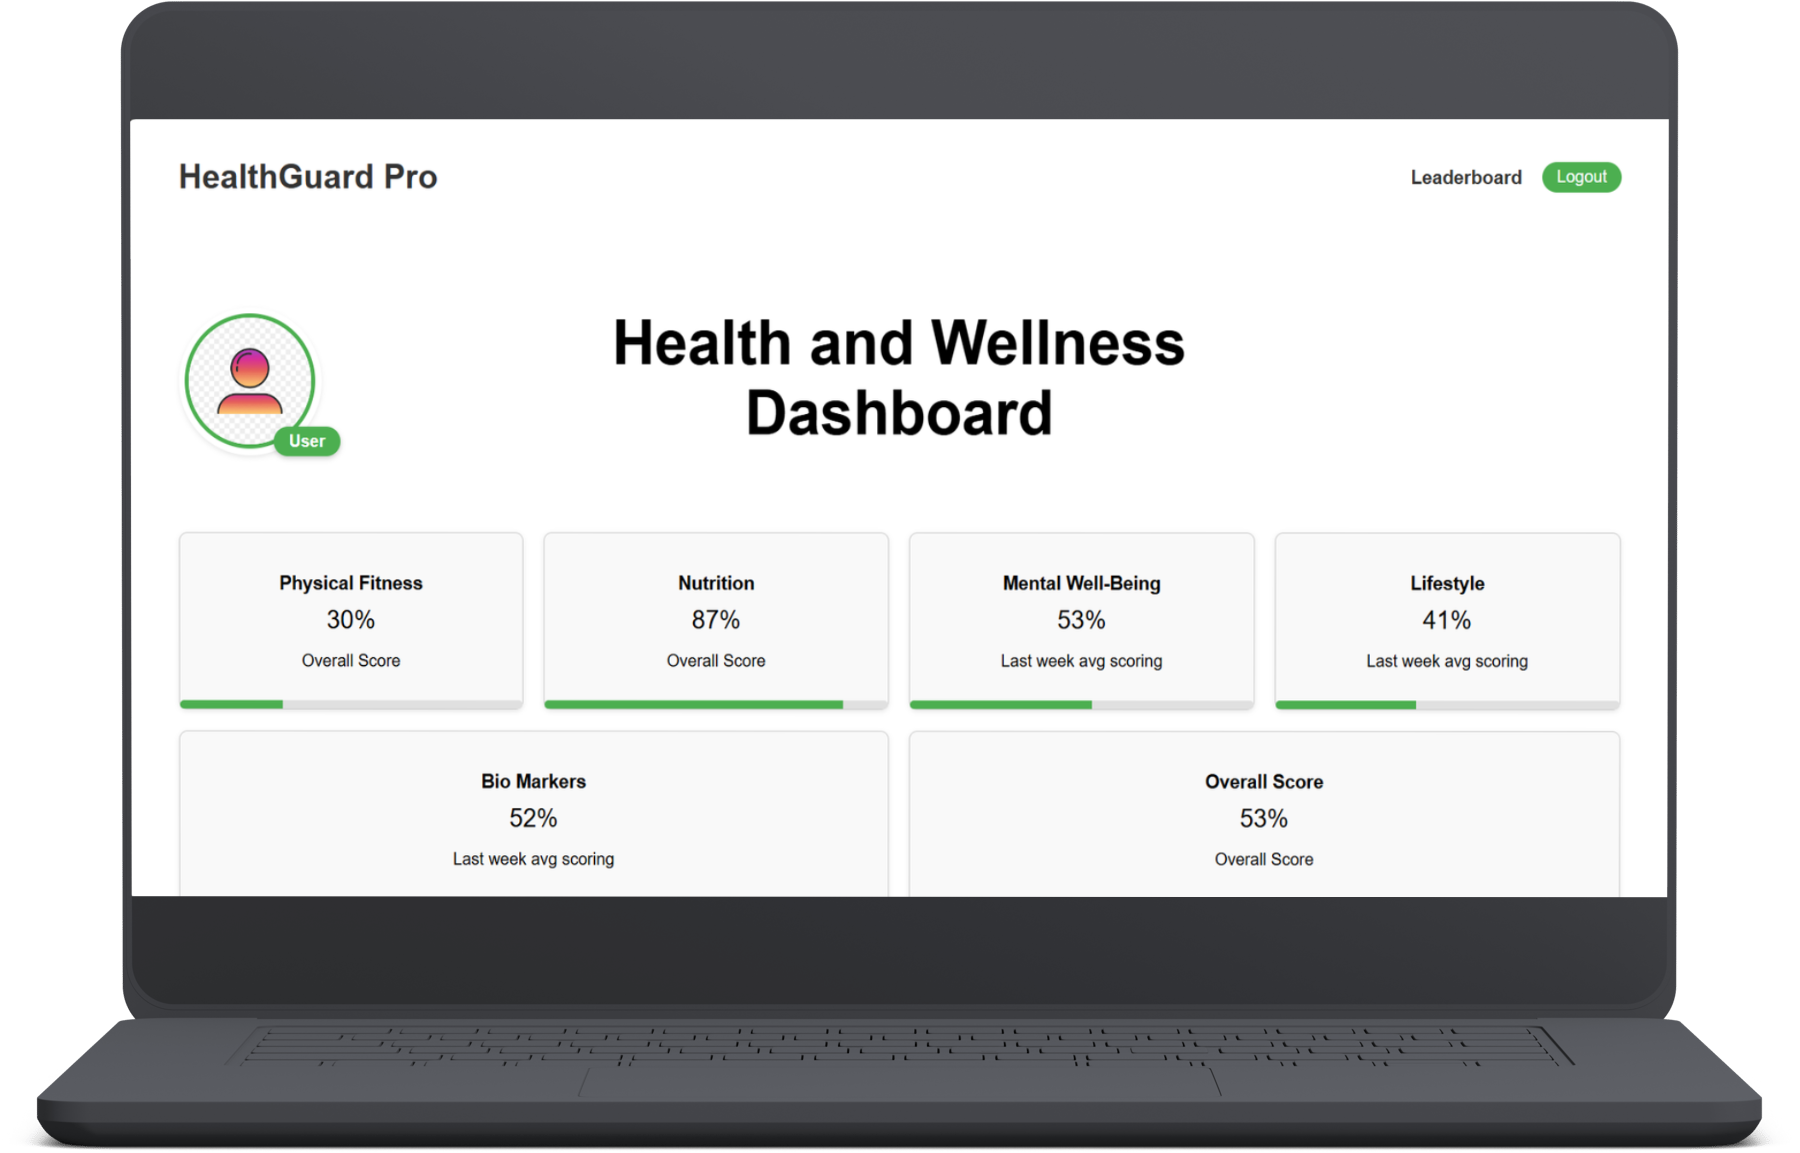 HealthGuard Pro
Leaderboard
Logout
Health and Wellness
Dashboard
User
Physical Fitness
30%
Overall Score
Nutrition
87%
Overall Score
Mental Well-Being
53%
Last week avg scoring
Lifestyle
41%
Last week avg scoring
Bio Markers
52%
Last week avg scoring
Overall Score
53%
Overall Score